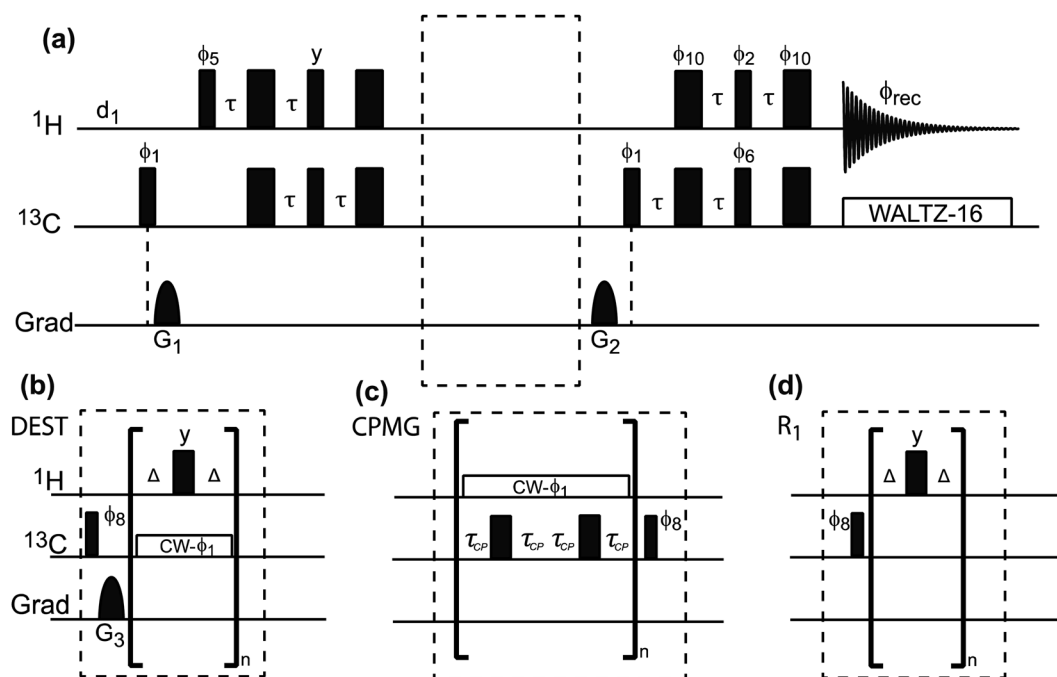 (a)
ϕ5 y ϕ10 ϕ2 ϕ10
τ τ τ τ ϕrec
1H d1
ϕ1 ϕ1 ϕ6
τ τ τ τ
13C WALTZ-16
Grad
G1 G2
(b) (c) (d)
DEST CPMG R1
y y
1H Δ Δ CW-ϕ1 Δ Δ
13C ϕ8 CW-ϕ1 τCP τCP τCP τCP ϕ8 ϕ8
Grad
G3
n n n